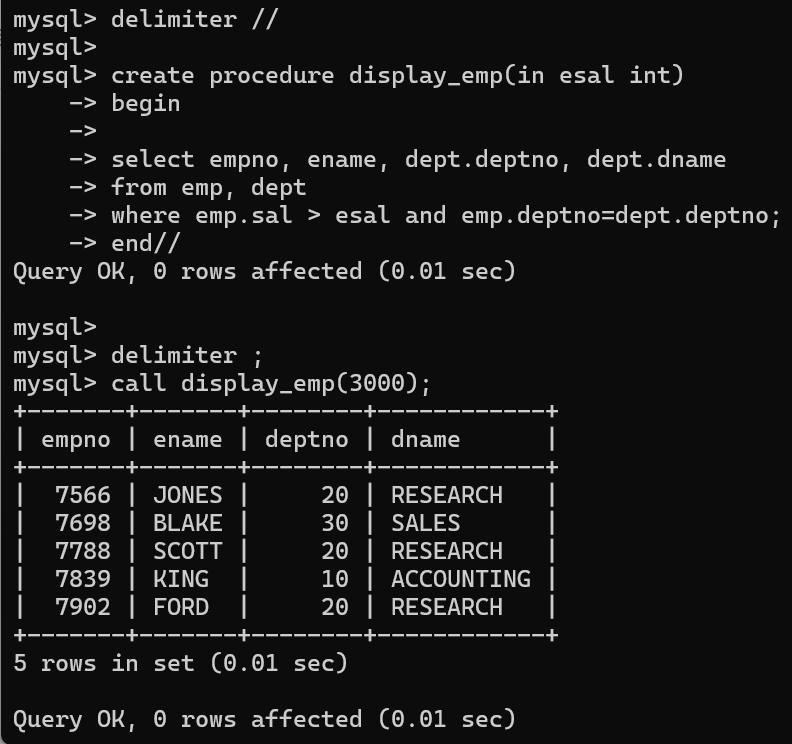 mysql> delimiter //
mysql>
mysql> create procedure display_emp(in esal int)
    -> begin
    ->
    -> select empno, ename, dept.deptno, dept.dname
    -> from emp, dept
    -> where emp.sal > esal and emp.deptno=dept.deptno;
    -> end//
Query OK, 0 rows affected (0.01 sec)

mysql>
mysql> delimiter ;
mysql> call display_emp(3000);
+-------+-------+--------+------------+
| empno | ename | deptno | dname      |
+-------+-------+--------+------------+
|  7566 | JONES |     20 | RESEARCH   |
|  7698 | BLAKE |     30 | SALES      |
|  7788 | SCOTT |     20 | RESEARCH   |
|  7839 | KING  |     10 | ACCOUNTING |
|  7902 | FORD  |     20 | RESEARCH   |
+-------+-------+--------+------------+
5 rows in set (0.01 sec)

Query OK, 0 rows affected (0.01 sec)